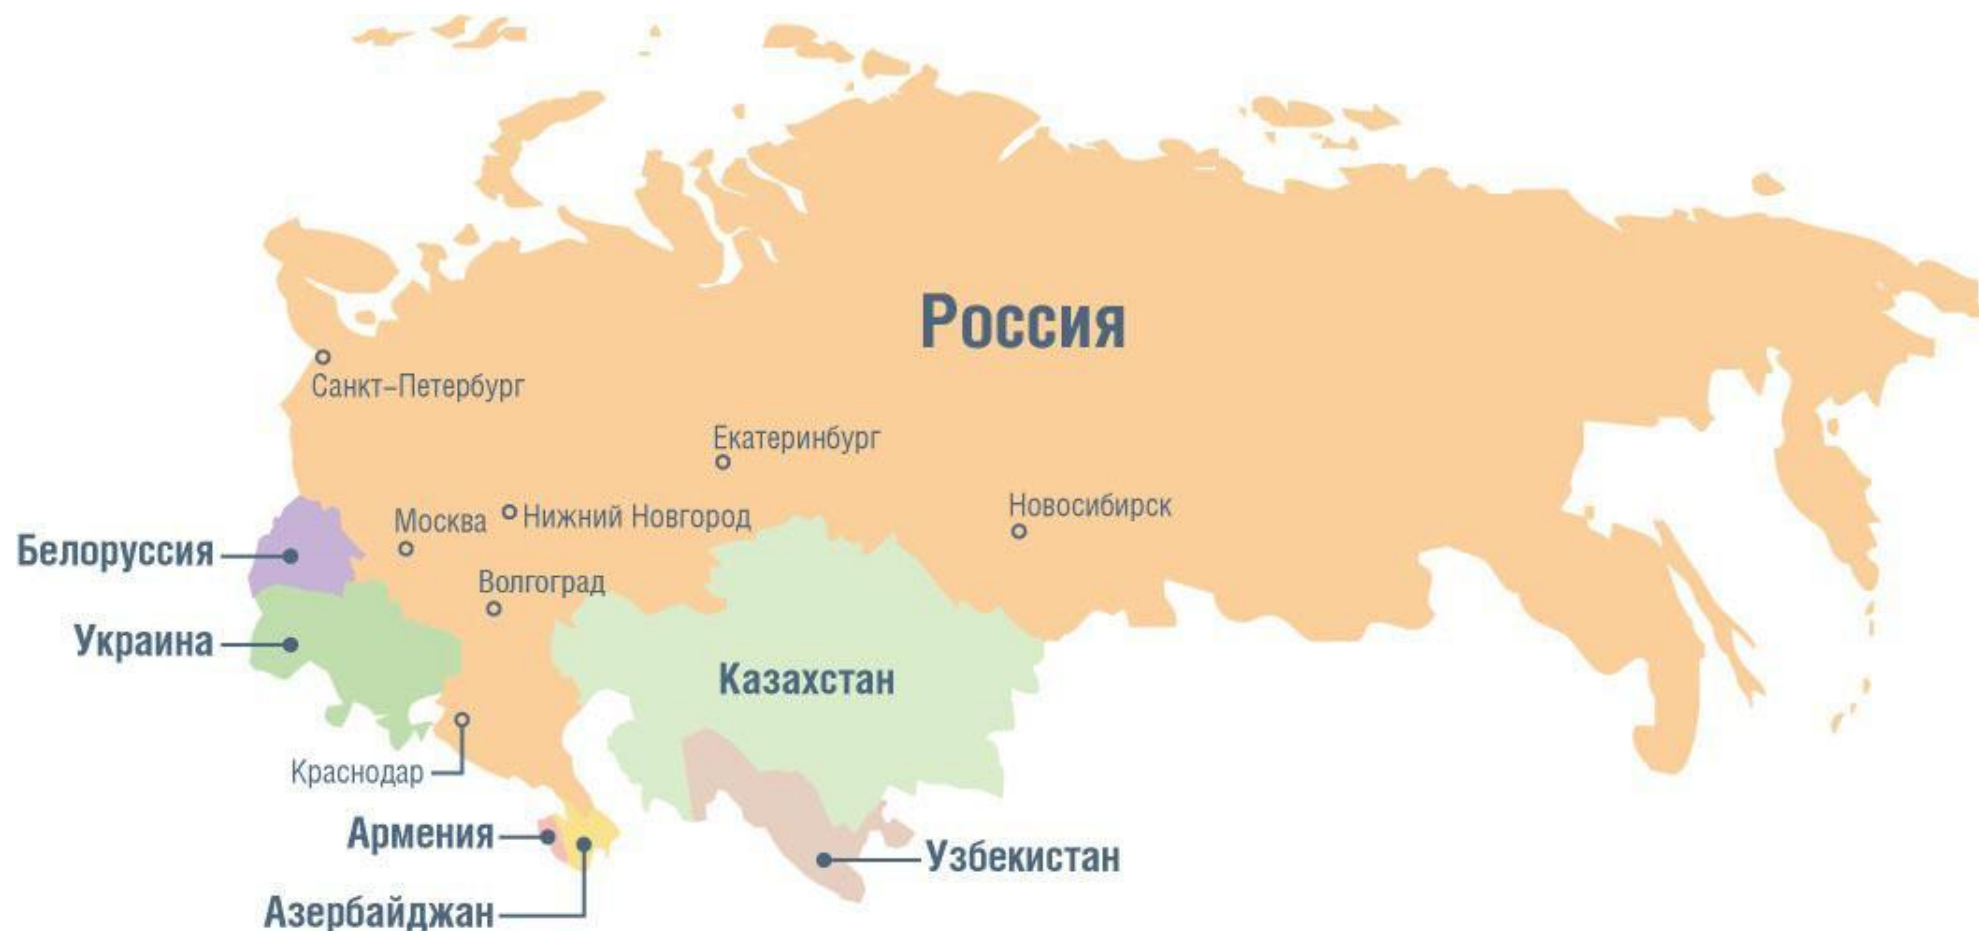 Россия
Санкт–Петербург
Екатеринбург
Новосибирск
Москва
Нижний Новгород
Белоруссия
Волгоград
Украина
Казахстан
Краснодар
Армения
Узбекистан
Азербайджан